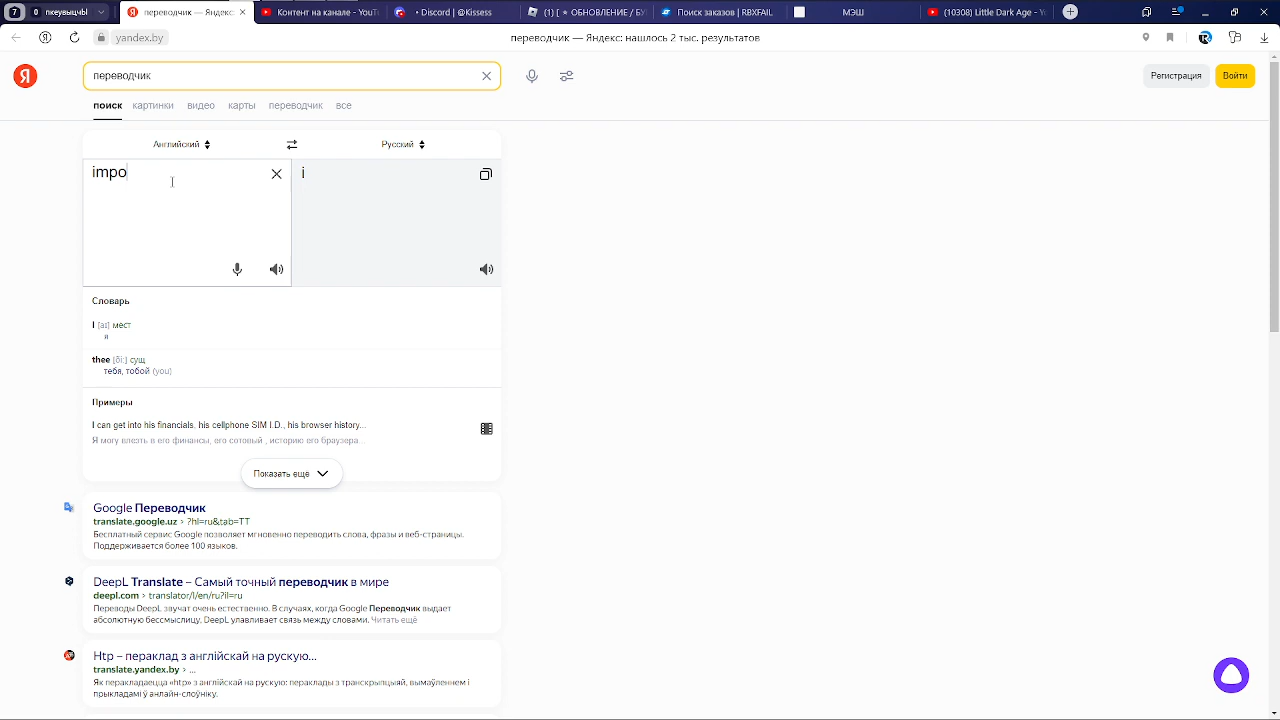 7 0 пкеувыцчЫ
переводчик — Яндекс:
Контент на канале - YouTu
• Discord | @Kissess
(1) [ ★ ОБНОВЛЕНИЕ / БУ
Поиск заказов | RBXFAIL
МЭШ
(10308) Little Dark Age - Yo
yandex.by
переводчик — Яндекс: нашлось 2 тыс. результатов
Я
переводчик
Регистрация
Войти
поиск картинки видео карты переводчик все
Английский
Русский
impo
i
Словарь
I [aɪ] мест
я
thee [ðiː] сущ
тебя, тобой (you)
Примеры
I can get into his financials, his cellphone SIM I.D., his browser history...
Я могу влезть в его финансы, его сотовый , историю его браузера...
Показать еще
Google Переводчик
translate.google.uz › ?hl=ru&tab=TT
Бесплатный сервис Google позволяет мгновенно переводить слова, фразы и веб-страницы.
Поддерживается более 100 языков.
DeepL Translate – Самый точный переводчик в мире
deepl.com › translator/l/en/ru?il=ru
Переводы DeepL звучат очень естественно. В случаях, когда Google Переводчик выдает
абсолютную бессмыслицу, DeepL улавливает связь между словами. Читать ещё
Htp – пераклад з англійскай на рускую...
translate.yandex.by › ...
Як перакладаецца «htp» з англійскай на рускую: пераклады з транскрыпцыяй, вымаўленнем і
прыкладамі ў анлайн-слоўніку.